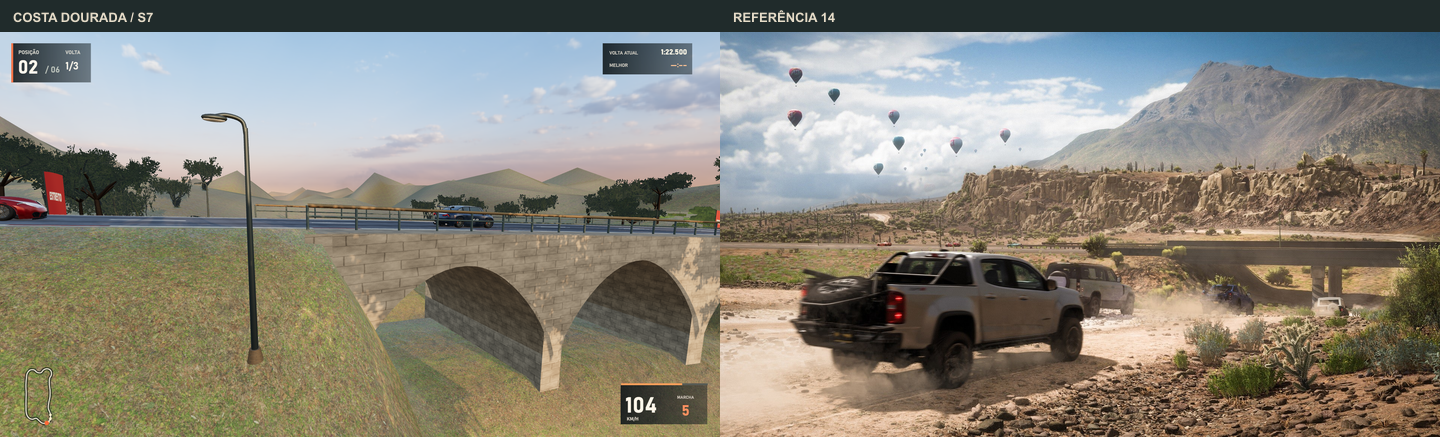 COSTA DOURADA / S7
REFERÊNCIA 14
POSIÇÃO VOLTA
02 / 06 1/3
VOLTA ATUAL 1:22.500
MELHOR --:--.--
104 MARCHA 5
KM/H